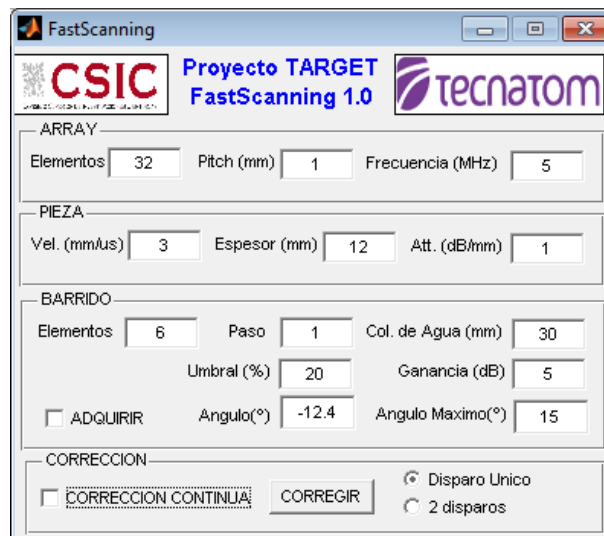 FastScanning
CSIC
Proyecto TARGET
FastScanning 1.0
TECNATOM
ARRAY
Elementos 32 Pitch (mm) 1 Frecuencia (MHz) 5
PIEZA
Vel. (mm/us) 3 Espesor (mm) 12 Att. (dB/mm) 1
BARRIDO
Elementos 6 Paso 1 Col. de Agua (mm) 30
Umbral (%) 20 Ganancia (dB) 5
ADQUIRIR Angulo(º) -12.4 Angulo Maximo(º) 15
CORRECCION
CORRECCION CONTINUA CORREGIR Disparo Unico
2 disparos